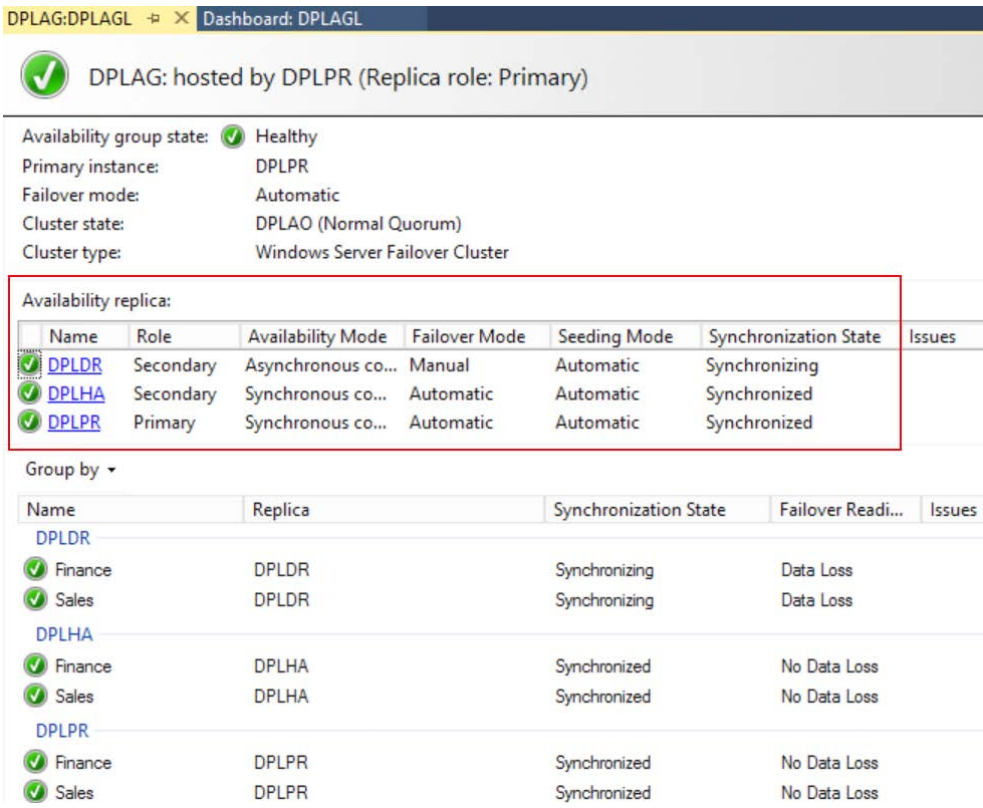 DPLAG:DPLAGL Dashboard: DPLAGL
DPLAG: hosted by DPLPR (Replica role: Primary)
Availability group state: Healthy
Primary instance: DPLPR
Failover mode: Automatic
Cluster state: DPLAO (Normal Quorum)
Cluster type: Windows Server Failover Cluster
Availability replica:
Name Role Availability Mode Failover Mode Seeding Mode Synchronization State Issues
DPLDR Secondary Asynchronous co... Manual Automatic Synchronizing
DPLHA Secondary Synchronous co... Automatic Automatic Synchronized
DPLPR Primary Synchronous co... Automatic Automatic Synchronized
Group by
Name Replica Synchronization State Failover Readi... Issues
DPLDR
Finance DPLDR Synchronizing Data Loss
Sales DPLDR Synchronizing Data Loss
DPLHA
Finance DPLHA Synchronized No Data Loss
Sales DPLHA Synchronized No Data Loss
DPLPR
Finance DPLPR Synchronized No Data Loss
Sales DPLPR Synchronized No Data Loss